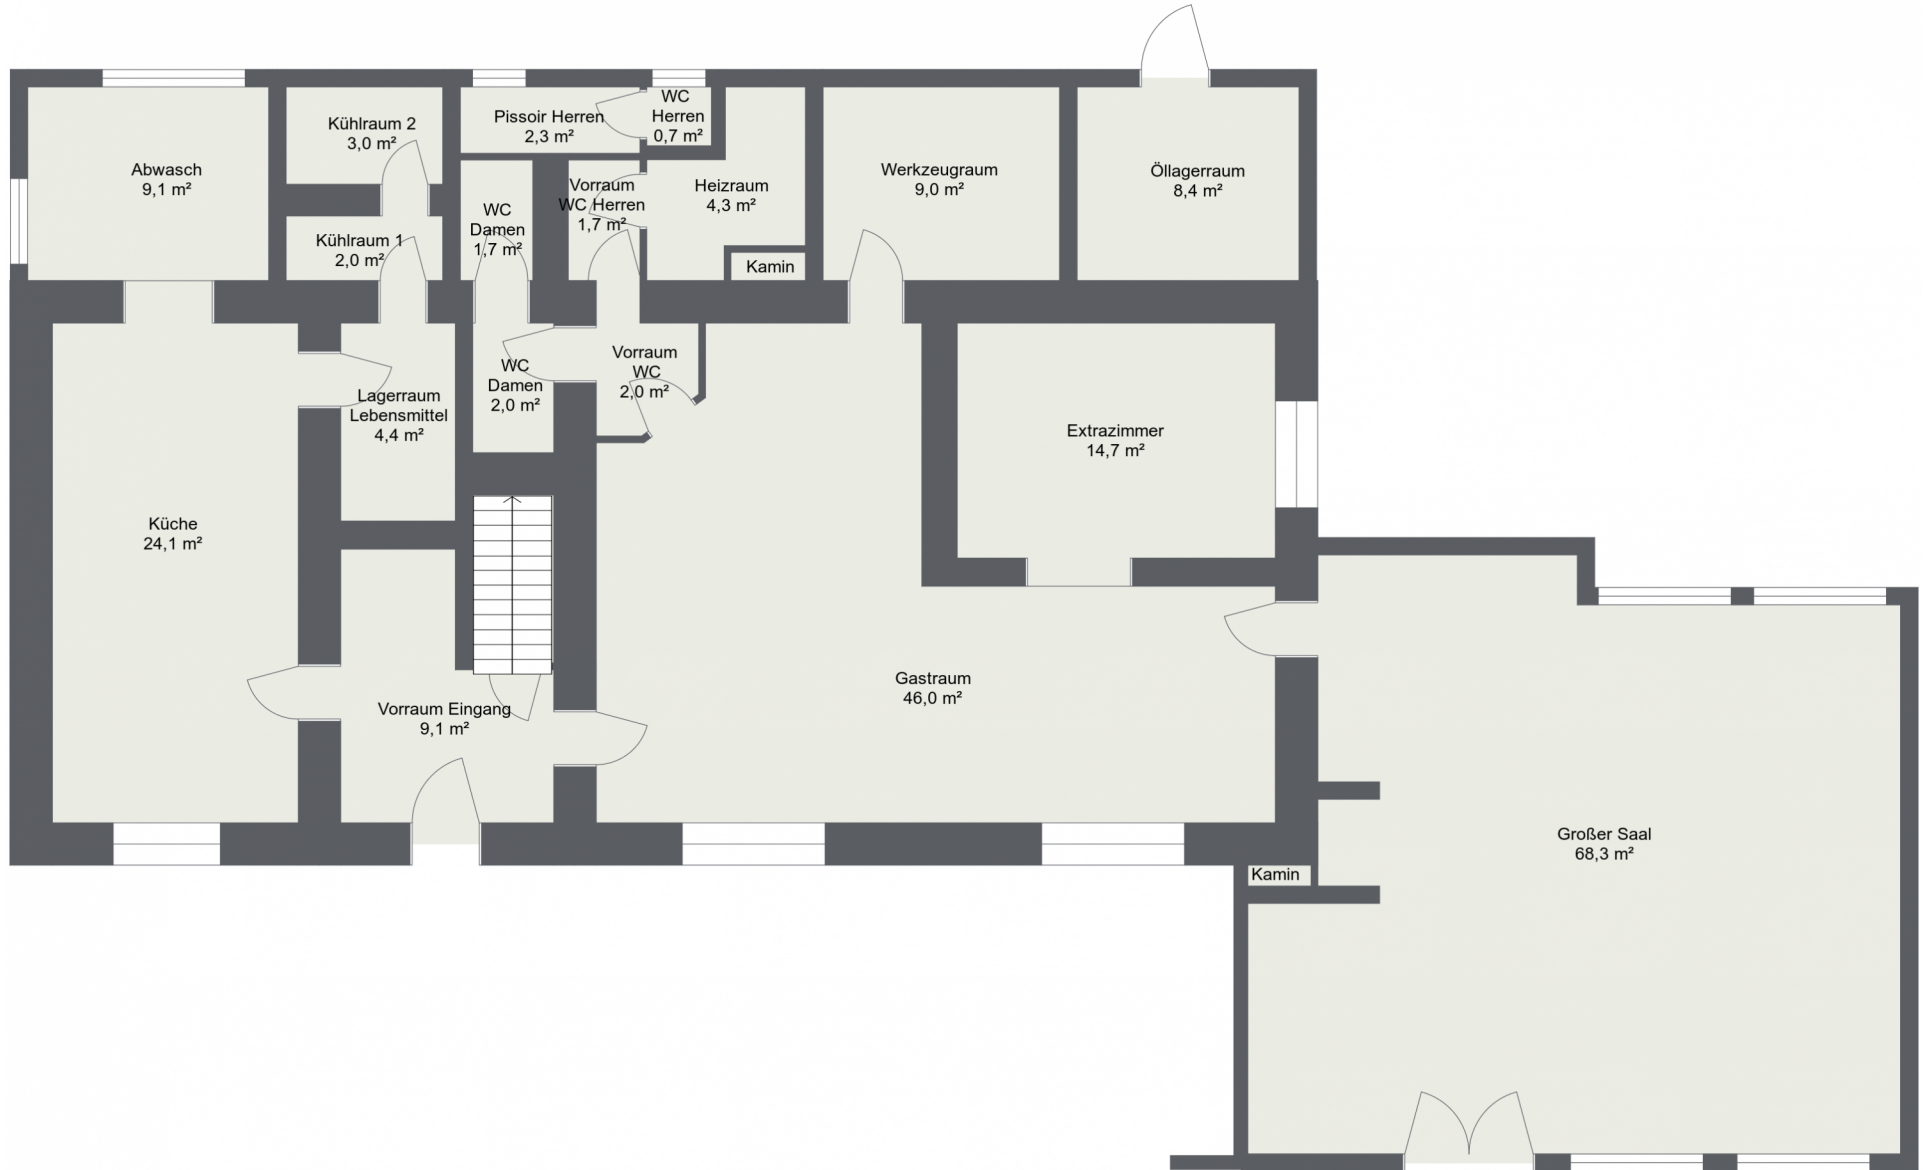 Abwasch
9,1 m²
Kühlraum 2
3,0 m²
Kühlraum 1
2,0 m²
Pissoir Herren
2,3 m²
WC
Herren
0,7 m²
WC
Damen
1,7 m²
Vorraum
WC Herren
1,7 m²
Heizraum
4,3 m²
Kamin
Werkzeugraum
9,0 m²
Öllagerraum
8,4 m²
Küche
24,1 m²
Lagerraum
Lebensmittel
4,4 m²
WC
Damen
2,0 m²
Vorraum
WC
2,0 m²
Extrazimmer
14,7 m²
Vorraum Eingang
9,1 m²
Gastraum
46,0 m²
Kamin
Großer Saal
68,3 m²